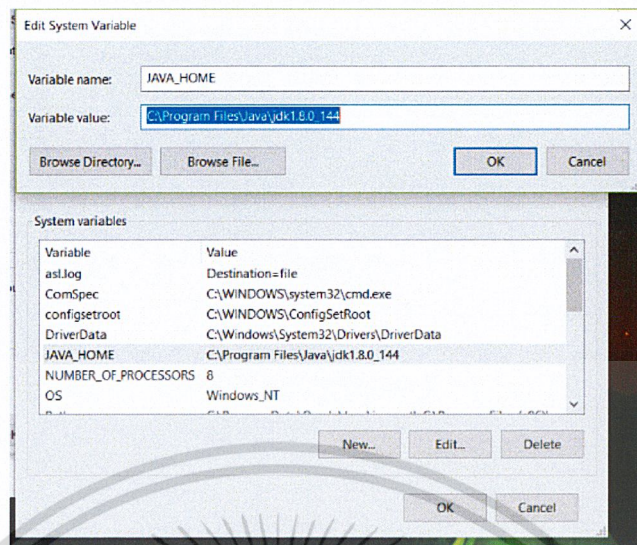 Edit System Variable
Variable name: JAVA_HOME
Variable value: C:\Program Files\Java\jdk1.8.0_144
Browse Directory... Browse File... OK Cancel
System variables
Variable Value
asl.log Destination=file
ComSpec C:\WINDOWS\system32\cmd.exe
configsetroot C:\WINDOWS\ConfigSetRoot
DriverData C:\Windows\System32\Drivers\DriverData
JAVA_HOME C:\Program Files\Java\jdk1.8.0_144
NUMBER_OF_PROCESSORS 8
OS Windows_NT
New... Edit... Delete
OK Cancel